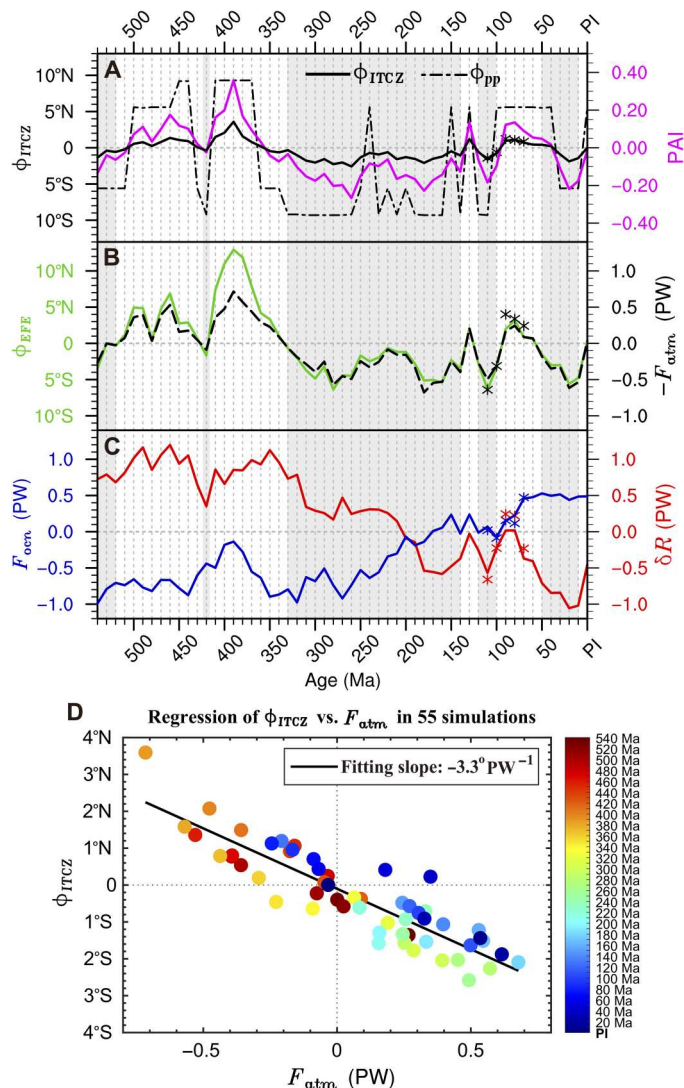 500 450 400 350 300 250 200 150 100 50 PI
A
ϕITCZ ϕpp
10°N 5°N 0 5°S 10°S
ϕITCZ
0.40 0.20 0.00 −0.20 −0.40
PAI
B
10°N 5°N 0 5°S 10°S
ϕEFE
1.0 0.5 0.0 −0.5 −1.0
−Fatm (PW)
C
1.0 0.5 0.0 −0.5 −1.0
Focn (PW)
1.0 0.5 0.0 −0.5 −1.0
δR (PW)
500 450 400 350 300 250 200 150 100 50 PI
Age (Ma)
D
Regression of ϕITCZ vs. Fatm in 55 simulations
Fitting slope: −3.3° PW−1
4°N
3°N
2°N
1°N
0
1°S
2°S
3°S
4°S
ϕITCZ
−0.5 0 0.5
Fatm (PW)
540 Ma
520 Ma
500 Ma
480 Ma
460 Ma
440 Ma
420 Ma
400 Ma
380 Ma
360 Ma
340 Ma
320 Ma
300 Ma
280 Ma
260 Ma
240 Ma
220 Ma
200 Ma
180 Ma
160 Ma
140 Ma
120 Ma
100 Ma
80 Ma
60 Ma
40 Ma
20 Ma
PI